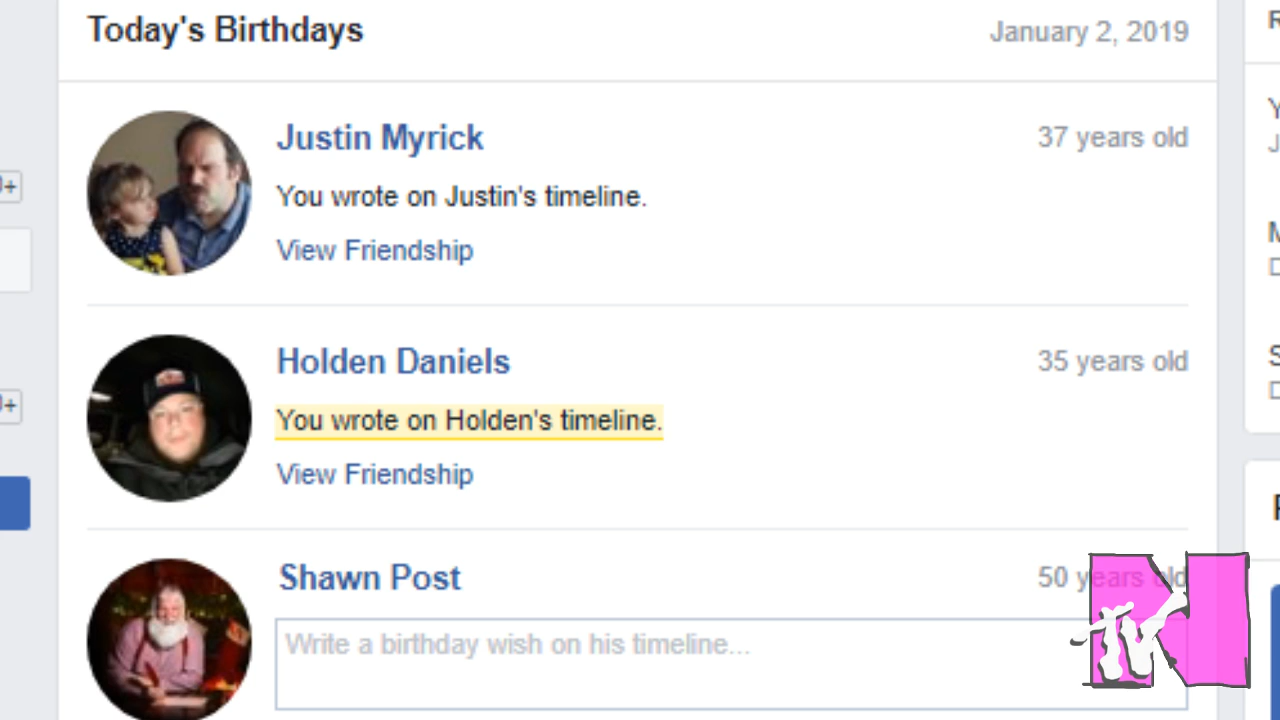 Today's Birthdays
January 2, 2019
Justin Myrick
37 years old
You wrote on Justin's timeline.
View Friendship
Holden Daniels
35 years old
You wrote on Holden's timeline.
View Friendship
Shawn Post
50 years old
Write a birthday wish on his timeline...
TV